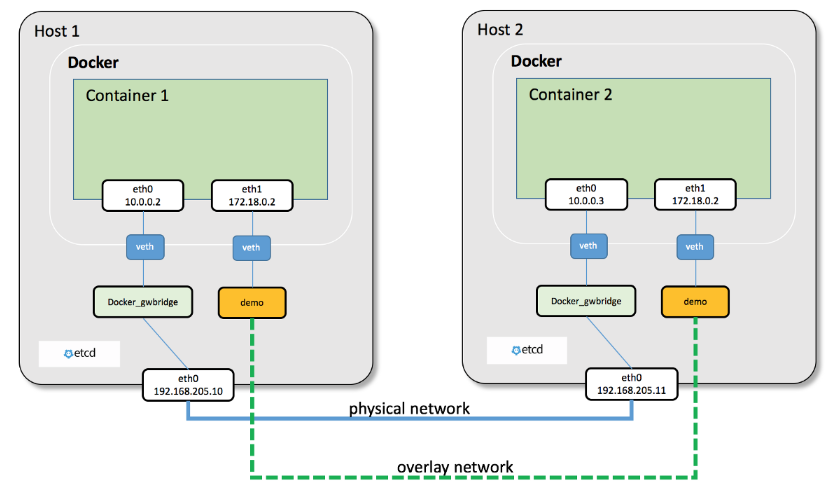 Host 1
Docker
Container 1
eth0
10.0.0.2
eth1
172.18.0.2
veth
veth
Docker_gwbridge
demo
etcd
eth0
192.168.205.10
Host 2
Docker
Container 2
eth0
10.0.0.3
eth1
172.18.0.2
veth
veth
Docker_gwbridge
demo
etcd
eth0
192.168.205.11
physical network
overlay network